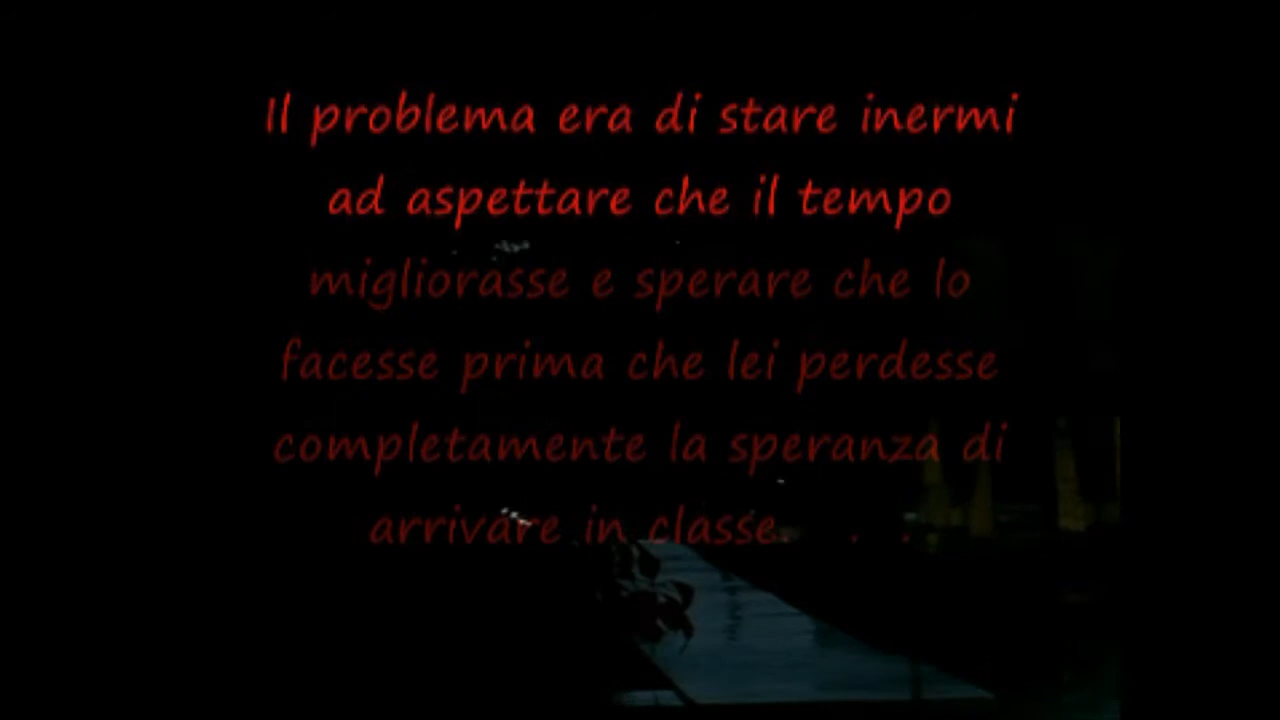 Il problema era di stare inermi
ad aspettare che il tempo
migliorasse e sperare che lo
facesse prima che lei perdesse
completamente la speranza di
arrivare in classe. . .